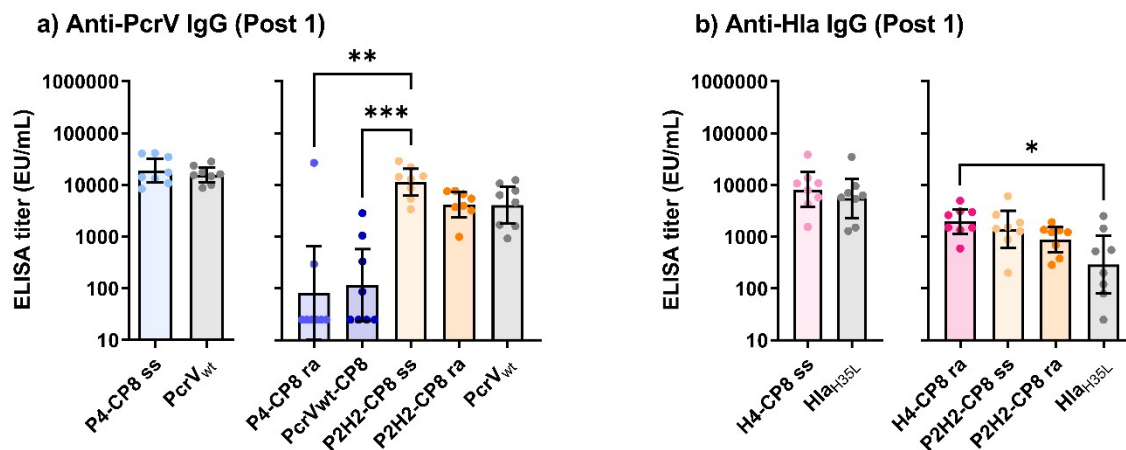 a) Anti-PcrV IgG (Post 1)
ELISA titer (EU/mL)
1000000
100000
10000
1000
100
10
**
***
P4-CP8 ss
PcrVwt
P4-CP8 ra
PcrVwt-CP8
P2H2-CP8 ss
P2H2-CP8 ra
PcrVwt
b) Anti-Hla IgG (Post 1)
ELISA titer (EU/mL)
1000000
100000
10000
1000
100
10
*
H4-CP8 ss
HlaH35L
H4-CP8 ra
P2H2-CP8 ss
P2H2-CP8 ra
HlaH35L